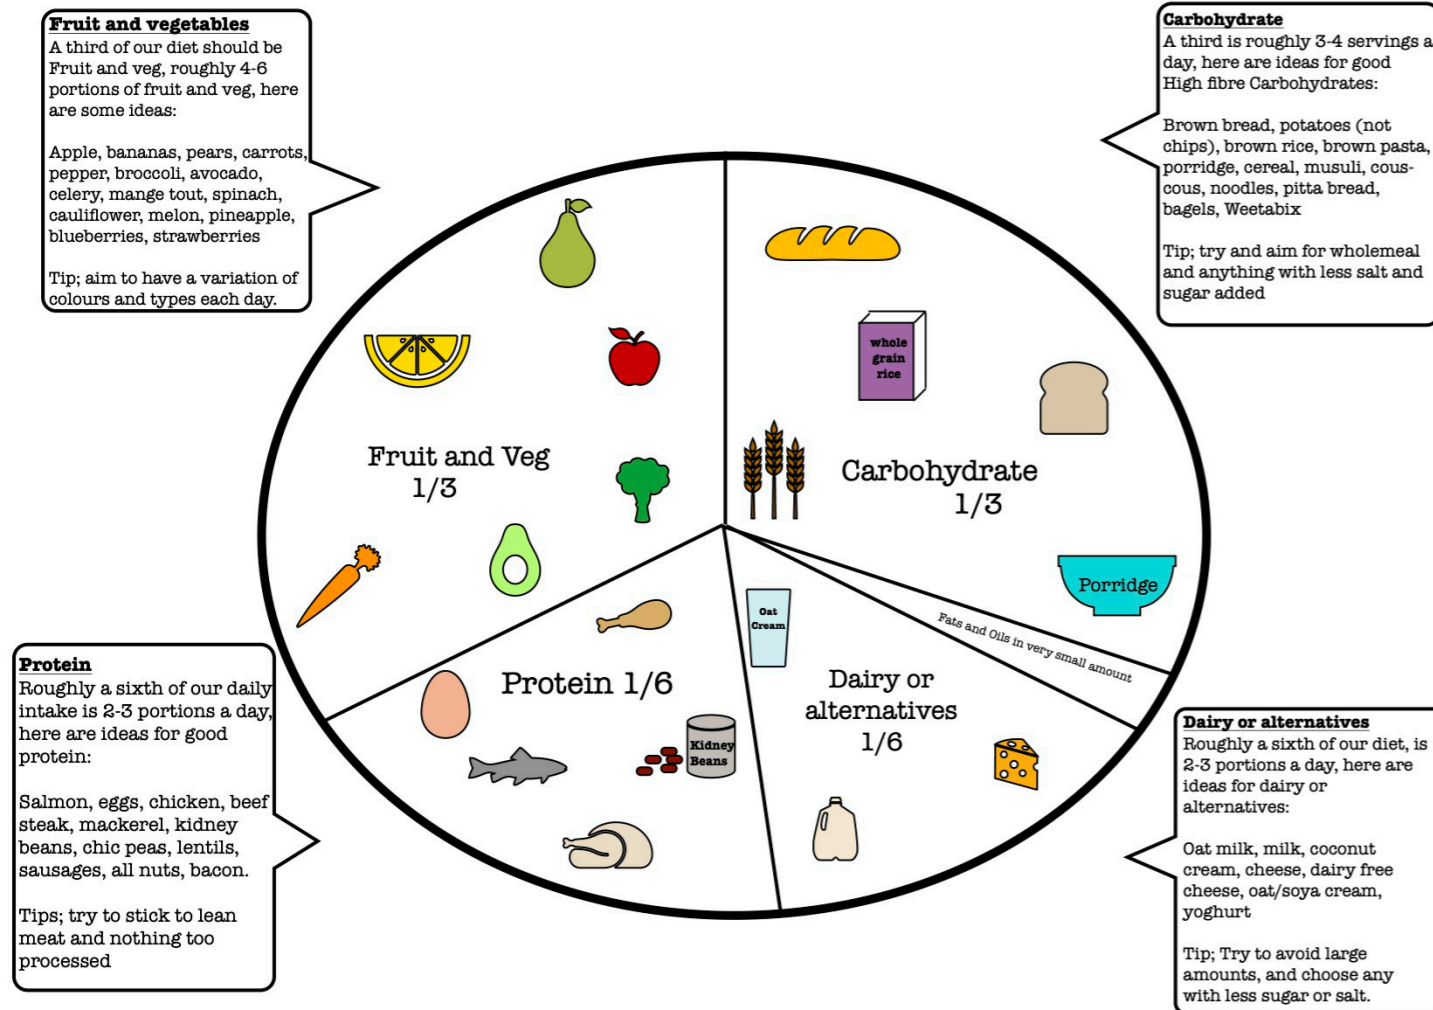 Fruit and vegetables
A third of our diet should be
Fruit and veg, roughly 4-6
portions of fruit and veg, here
are some ideas:
Apple, bananas, pears, carrots,
pepper, broccoli, avocado,
celery, mange tout, spinach,
cauliflower, melon, pineapple,
blueberries, strawberries
Tip; aim to have a variation of
colours and types each day.
Carbohydrate
A third is roughly 3-4 servings a
day, here are ideas for good
High fibre Carbohydrates:
Brown bread, potatoes (not
chips), brown rice, brown pasta,
porridge, cereal, musuli, cous-
cous, noodles, pitta bread,
bagels, Weetabix
Tip; try and aim for wholemeal
and anything with less salt and
sugar added
whole
grain
rice
Fruit and Veg
1/3
Carbohydrate
1/3
Porridge
Oat
Cream
Fats and Oils in very small amount
Protein 1/6
Dairy or
alternatives
1/6
Kidney
Beans
Protein
Roughly a sixth of our daily
intake is 2-3 portions a day,
here are ideas for good
protein:
Salmon, eggs, chicken, beef
steak, mackerel, kidney
beans, chic peas, lentils,
sausages, all nuts, bacon.
Tips; try to stick to lean
meat and nothing too
processed
Dairy or alternatives
Roughly a sixth of our diet, is
2-3 portions a day, here are
ideas for dairy or
alternatives:
Oat milk, milk, coconut
cream, cheese, dairy free
cheese, oat/soya cream,
yoghurt
Tip; Try to avoid large
amounts, and choose any
with less sugar or salt.